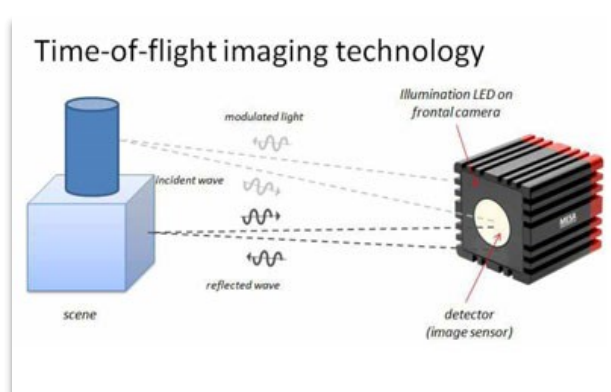 Time-of-flight imaging technology
Illumination LED on
frontal camera
modulated light
incident wave
MESA
reflected wave
scene
detector
(image sensor)